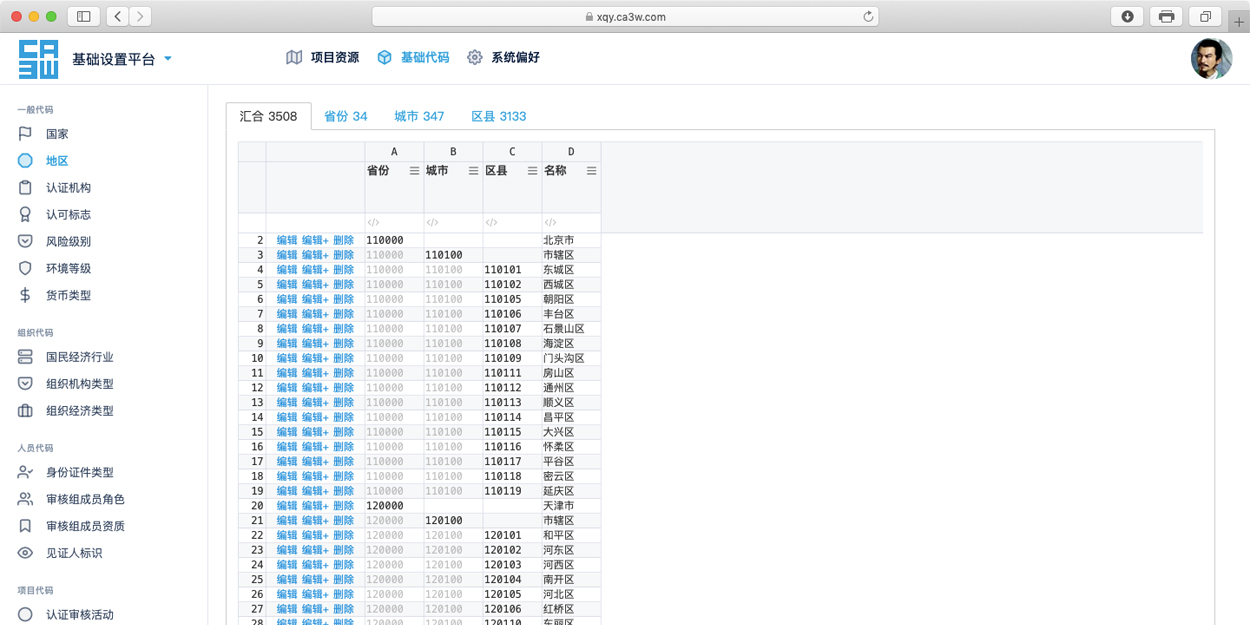 xqy.ca3w.com
CA3W 基础设置平台 项目资源 基础代码 系统偏好
一般代码
国家
地区
认证机构
认可标志
风险级别
环境等级
货币类型
组织代码
国民经济行业
组织机构类型
组织经济类型
人员代码
身份证件类型
审核组成员角色
审核组成员资质
见证人标识
项目代码
认证审核活动
汇合 3508 省份 34 城市 347 区县 3133
A B C D
省份 城市 区县 名称
</> </> </> </>
2 编辑 编辑+ 删除 110000 北京市
3 编辑 编辑+ 删除 110000 110100 市辖区
4 编辑 编辑+ 删除 110000 110100 110101 东城区
5 编辑 编辑+ 删除 110000 110100 110102 西城区
6 编辑 编辑+ 删除 110000 110100 110105 朝阳区
7 编辑 编辑+ 删除 110000 110100 110106 丰台区
8 编辑 编辑+ 删除 110000 110100 110107 石景山区
9 编辑 编辑+ 删除 110000 110100 110108 海淀区
10 编辑 编辑+ 删除 110000 110100 110109 门头沟区
11 编辑 编辑+ 删除 110000 110100 110111 房山区
12 编辑 编辑+ 删除 110000 110100 110112 通州区
13 编辑 编辑+ 删除 110000 110100 110113 顺义区
14 编辑 编辑+ 删除 110000 110100 110114 昌平区
15 编辑 编辑+ 删除 110000 110100 110115 大兴区
16 编辑 编辑+ 删除 110000 110100 110116 怀柔区
17 编辑 编辑+ 删除 110000 110100 110117 平谷区
18 编辑 编辑+ 删除 110000 110100 110118 密云区
19 编辑 编辑+ 删除 110000 110100 110119 延庆区
20 编辑 编辑+ 删除 120000 天津市
21 编辑 编辑+ 删除 120000 120100 市辖区
22 编辑 编辑+ 删除 120000 120100 120101 和平区
23 编辑 编辑+ 删除 120000 120100 120102 河东区
24 编辑 编辑+ 删除 120000 120100 120103 河西区
25 编辑 编辑+ 删除 120000 120100 120104 南开区
26 编辑 编辑+ 删除 120000 120100 120105 河北区
27 编辑 编辑+ 删除 120000 120100 120106 红桥区
28 编辑 编辑+ 删除 120000 120100 120110 东丽区